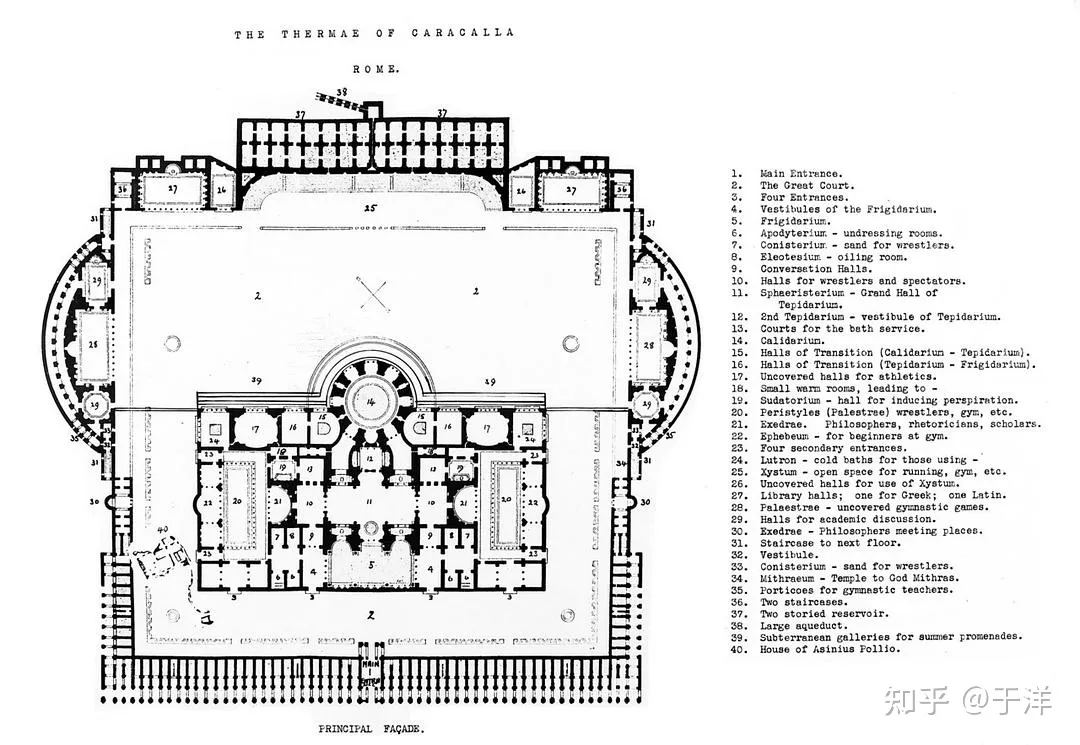 THE THERMAE OF CARACALLA
ROME.
38
37 37
36 27 26 26 27 36
31 25 31
29 29
2 2
28 28
39 39
29 14 29
35 15 15 35
24 17 16 16 17 24
33 33
32 32
23 18 12 18 23
31 19 13 13 19 34 31
30 22 20 21 10 11 10 21 20 22 30
40 7 8 9 9 8 7
23 5 23
6 6 4 4 6 6
3 3 3 3
2
MAIN
1
ENTRCE
PRINCIPAL FAÇADE.
1. Main Entrance.
2. The Great Court.
3. Four Entrances.
4. Vestibules of the Frigidarium.
5. Frigidarium.
6. Apodyterium - undressing rooms.
7. Conisterium - sand for wrestlers.
8. Eleotesium - oiling room.
9. Conversation Halls.
10. Halls for wrestlers and spectators.
11. Sphaeristerium - Grand Hall of
Tepidarium.
12. 2nd Tepidarium - vestibule of Tepidarium.
13. Courts for the bath service.
14. Calidarium.
15. Halls of Transition (Calidarium - Tepidarium).
16. Halls of Transition (Tepidarium - Frigidarium).
17. Uncovered halls for athletics.
18. Small warm rooms, leading to -
19. Sudatorium - hall for inducing perspiration.
20. Peristyles (Palestrae) wrestlers, gym, etc.
21. Exedrae. Philosophers, rhetoricians, scholars.
22. Ephebeum - for beginners at gym.
23. Four secondary entrances.
24. Lutron - cold baths for those using -
25. Xystum - open space for running, gym, etc.
26. Uncovered halls for use of Xystum.
27. Library halls; one for Greek; one Latin.
28. Palaestrae - uncovered gymnastic games.
29. Halls for academic discussion.
30. Exedrae - Philosophers meeting places.
31. Staircase to next floor.
32. Vestibule.
33. Conisterium - sand for wrestlers.
34. Mithraeum - Temple to God Mithras.
35. Porticoes for gymnastic teachers.
36. Two staircases.
37. Two storied reservoir.
38. Large aqueduct.
39. Subterranean galleries for summer promenades.
40. House of Asinius Pollio.
知乎 @于洋